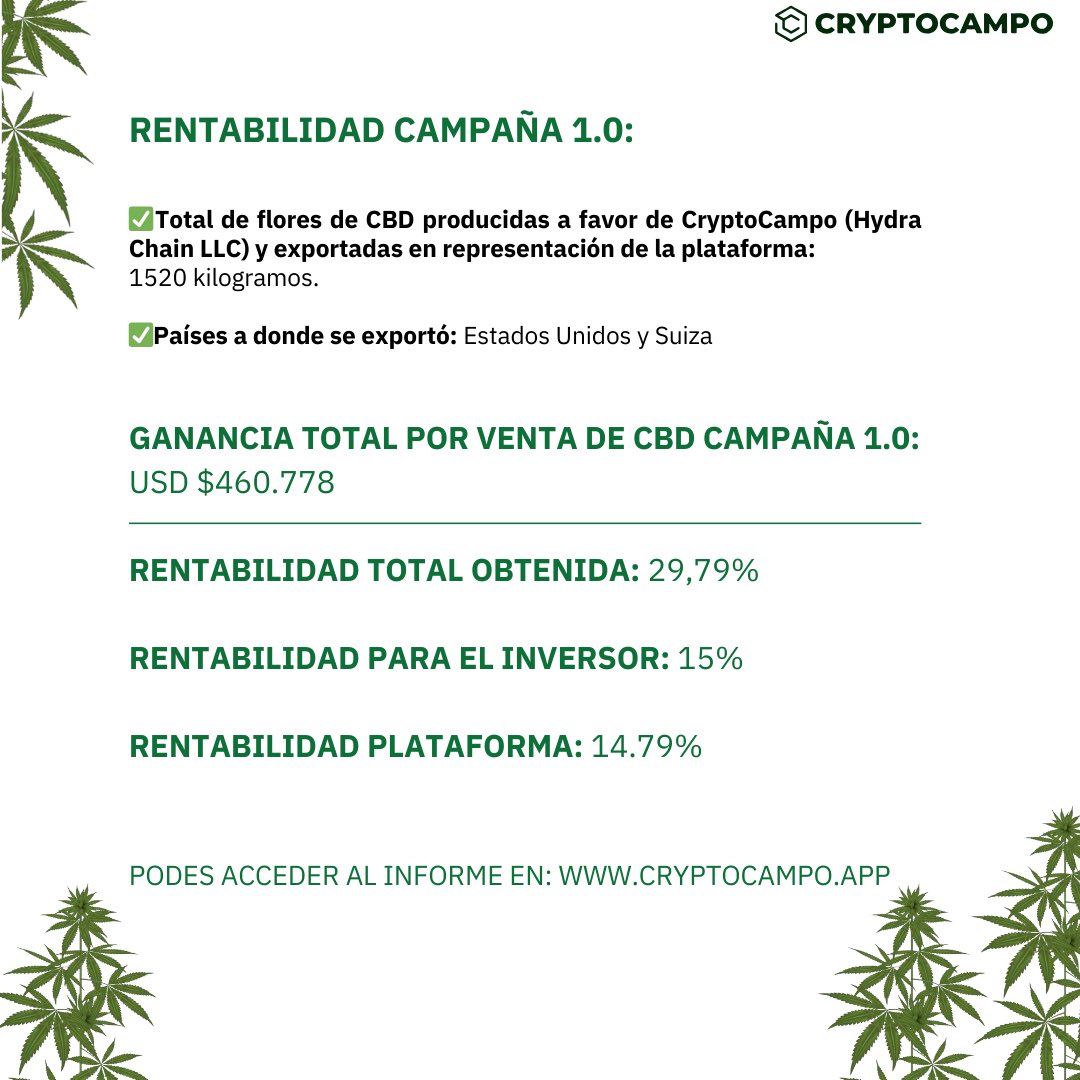 CRYPTOCAMPO
RENTABILIDAD CAMPAÑA 1.0:
✅Total de flores de CBD producidas a favor de CryptoCampo (Hydra
Chain LLC) y exportadas en representación de la plataforma:
1520 kilogramos.
✅Países a donde se exportó: Estados Unidos y Suiza
GANANCIA TOTAL POR VENTA DE CBD CAMPAÑA 1.0:
USD $460.778
RENTABILIDAD TOTAL OBTENIDA: 29,79%
RENTABILIDAD PARA EL INVERSOR: 15%
RENTABILIDAD PLATAFORMA: 14.79%
PODES ACCEDER AL INFORME EN: WWW.CRYPTOCAMPO.APP